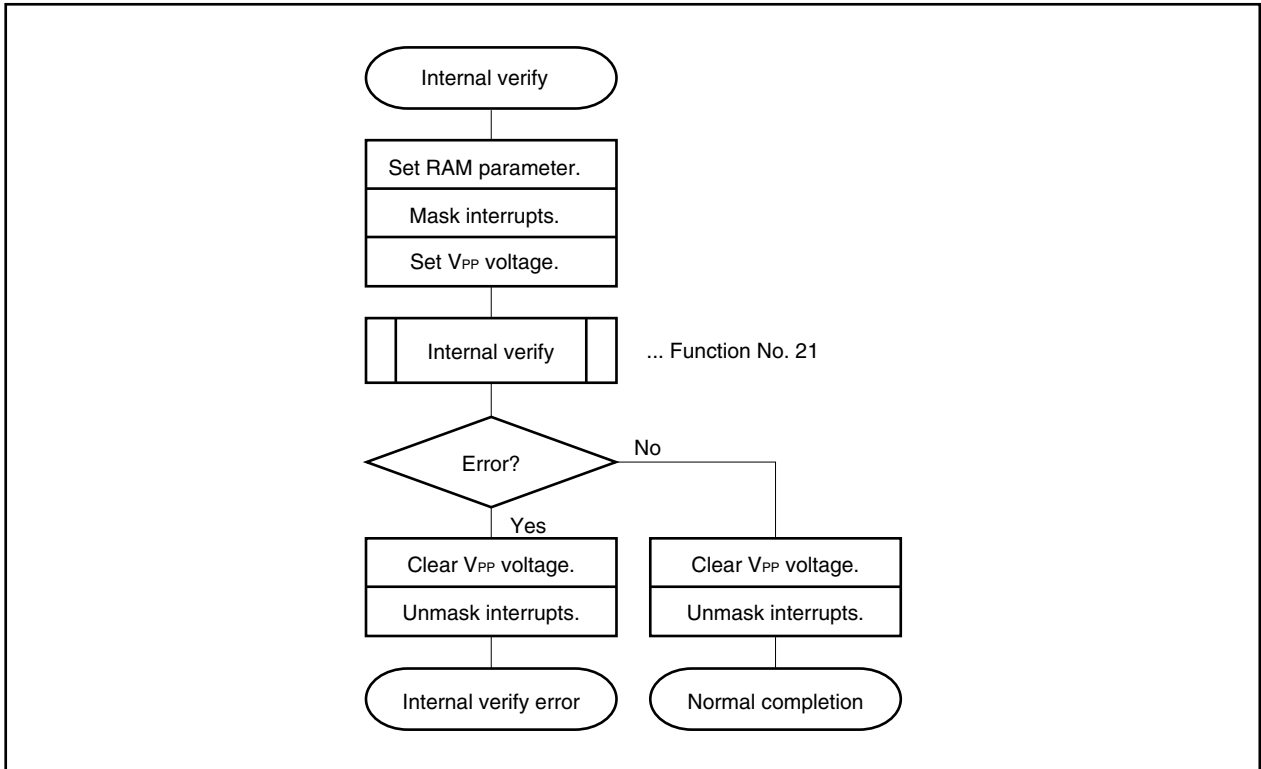 Internal verify
Set RAM parameter.
Mask interrupts.
Set VPP voltage.
Internal verify
... Function No. 21
Error?
No
Yes
Clear VPP voltage.
Unmask interrupts.
Internal verify error
Clear VPP voltage.
Unmask interrupts.
Normal completion